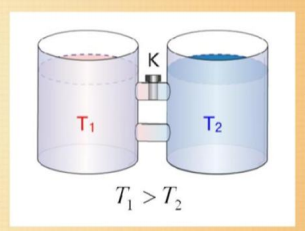 K
T₁ T₂
T₁ > T₂